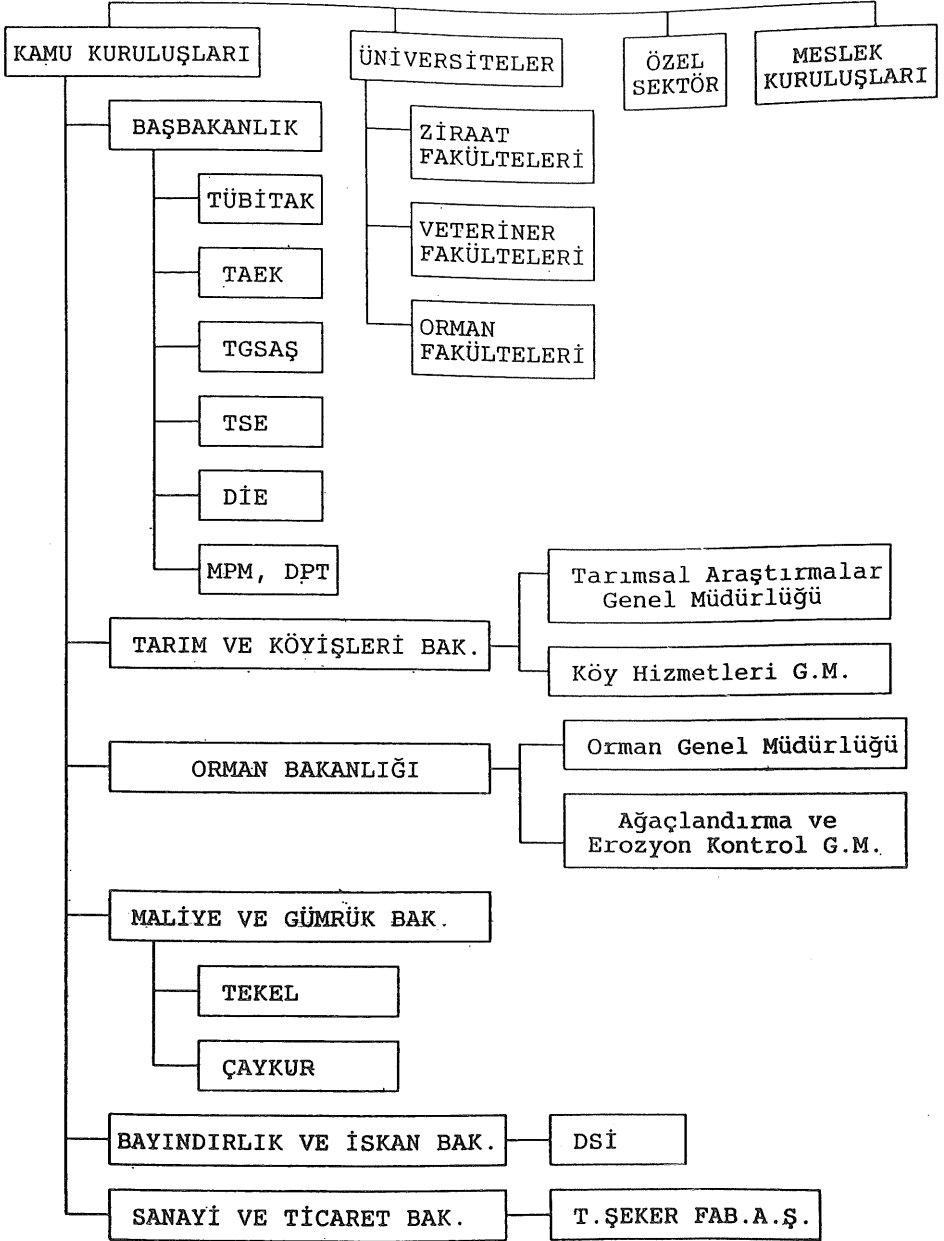 KAMU KURULUŞLARI
ÜNİVERSİTELER
ÖZEL
SEKTÖR
MESLEK
KURULUŞLARI
BAŞBAKANLIK
ZİRAAT
FAKÜLTELERİ
TÜBİTAK
VETERİNER
FAKÜLTELERİ
TAEK
ORMAN
FAKÜLTELERİ
TGSAŞ
TSE
DİE
MPM, DPT
Tarımsal Araştırmalar
Genel Müdürlüğü
TARIM VE KÖYİŞLERİ BAK.
Köy Hizmetleri G.M.
Orman Genel Müdürlüğü
ORMAN BAKANLIĞI
Ağaçlandırma ve
Erozyon Kontrol G.M.
MALİYE VE GÜMRÜK BAK.
TEKEL
ÇAYKUR
BAYINDIRLIK VE İSKAN BAK.
DSİ
SANAYİ VE TİCARET BAK.
T.ŞEKER FAB.A.Ş.